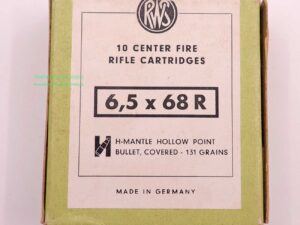 RWS
10 CENTER FIRE
RIFLE CARTRIDGES
6,5 x 68 R
H
H-MANTLE HOLLOW POINT
BULLET, COVERED - 131 GRAINS
MADE IN GERMANY